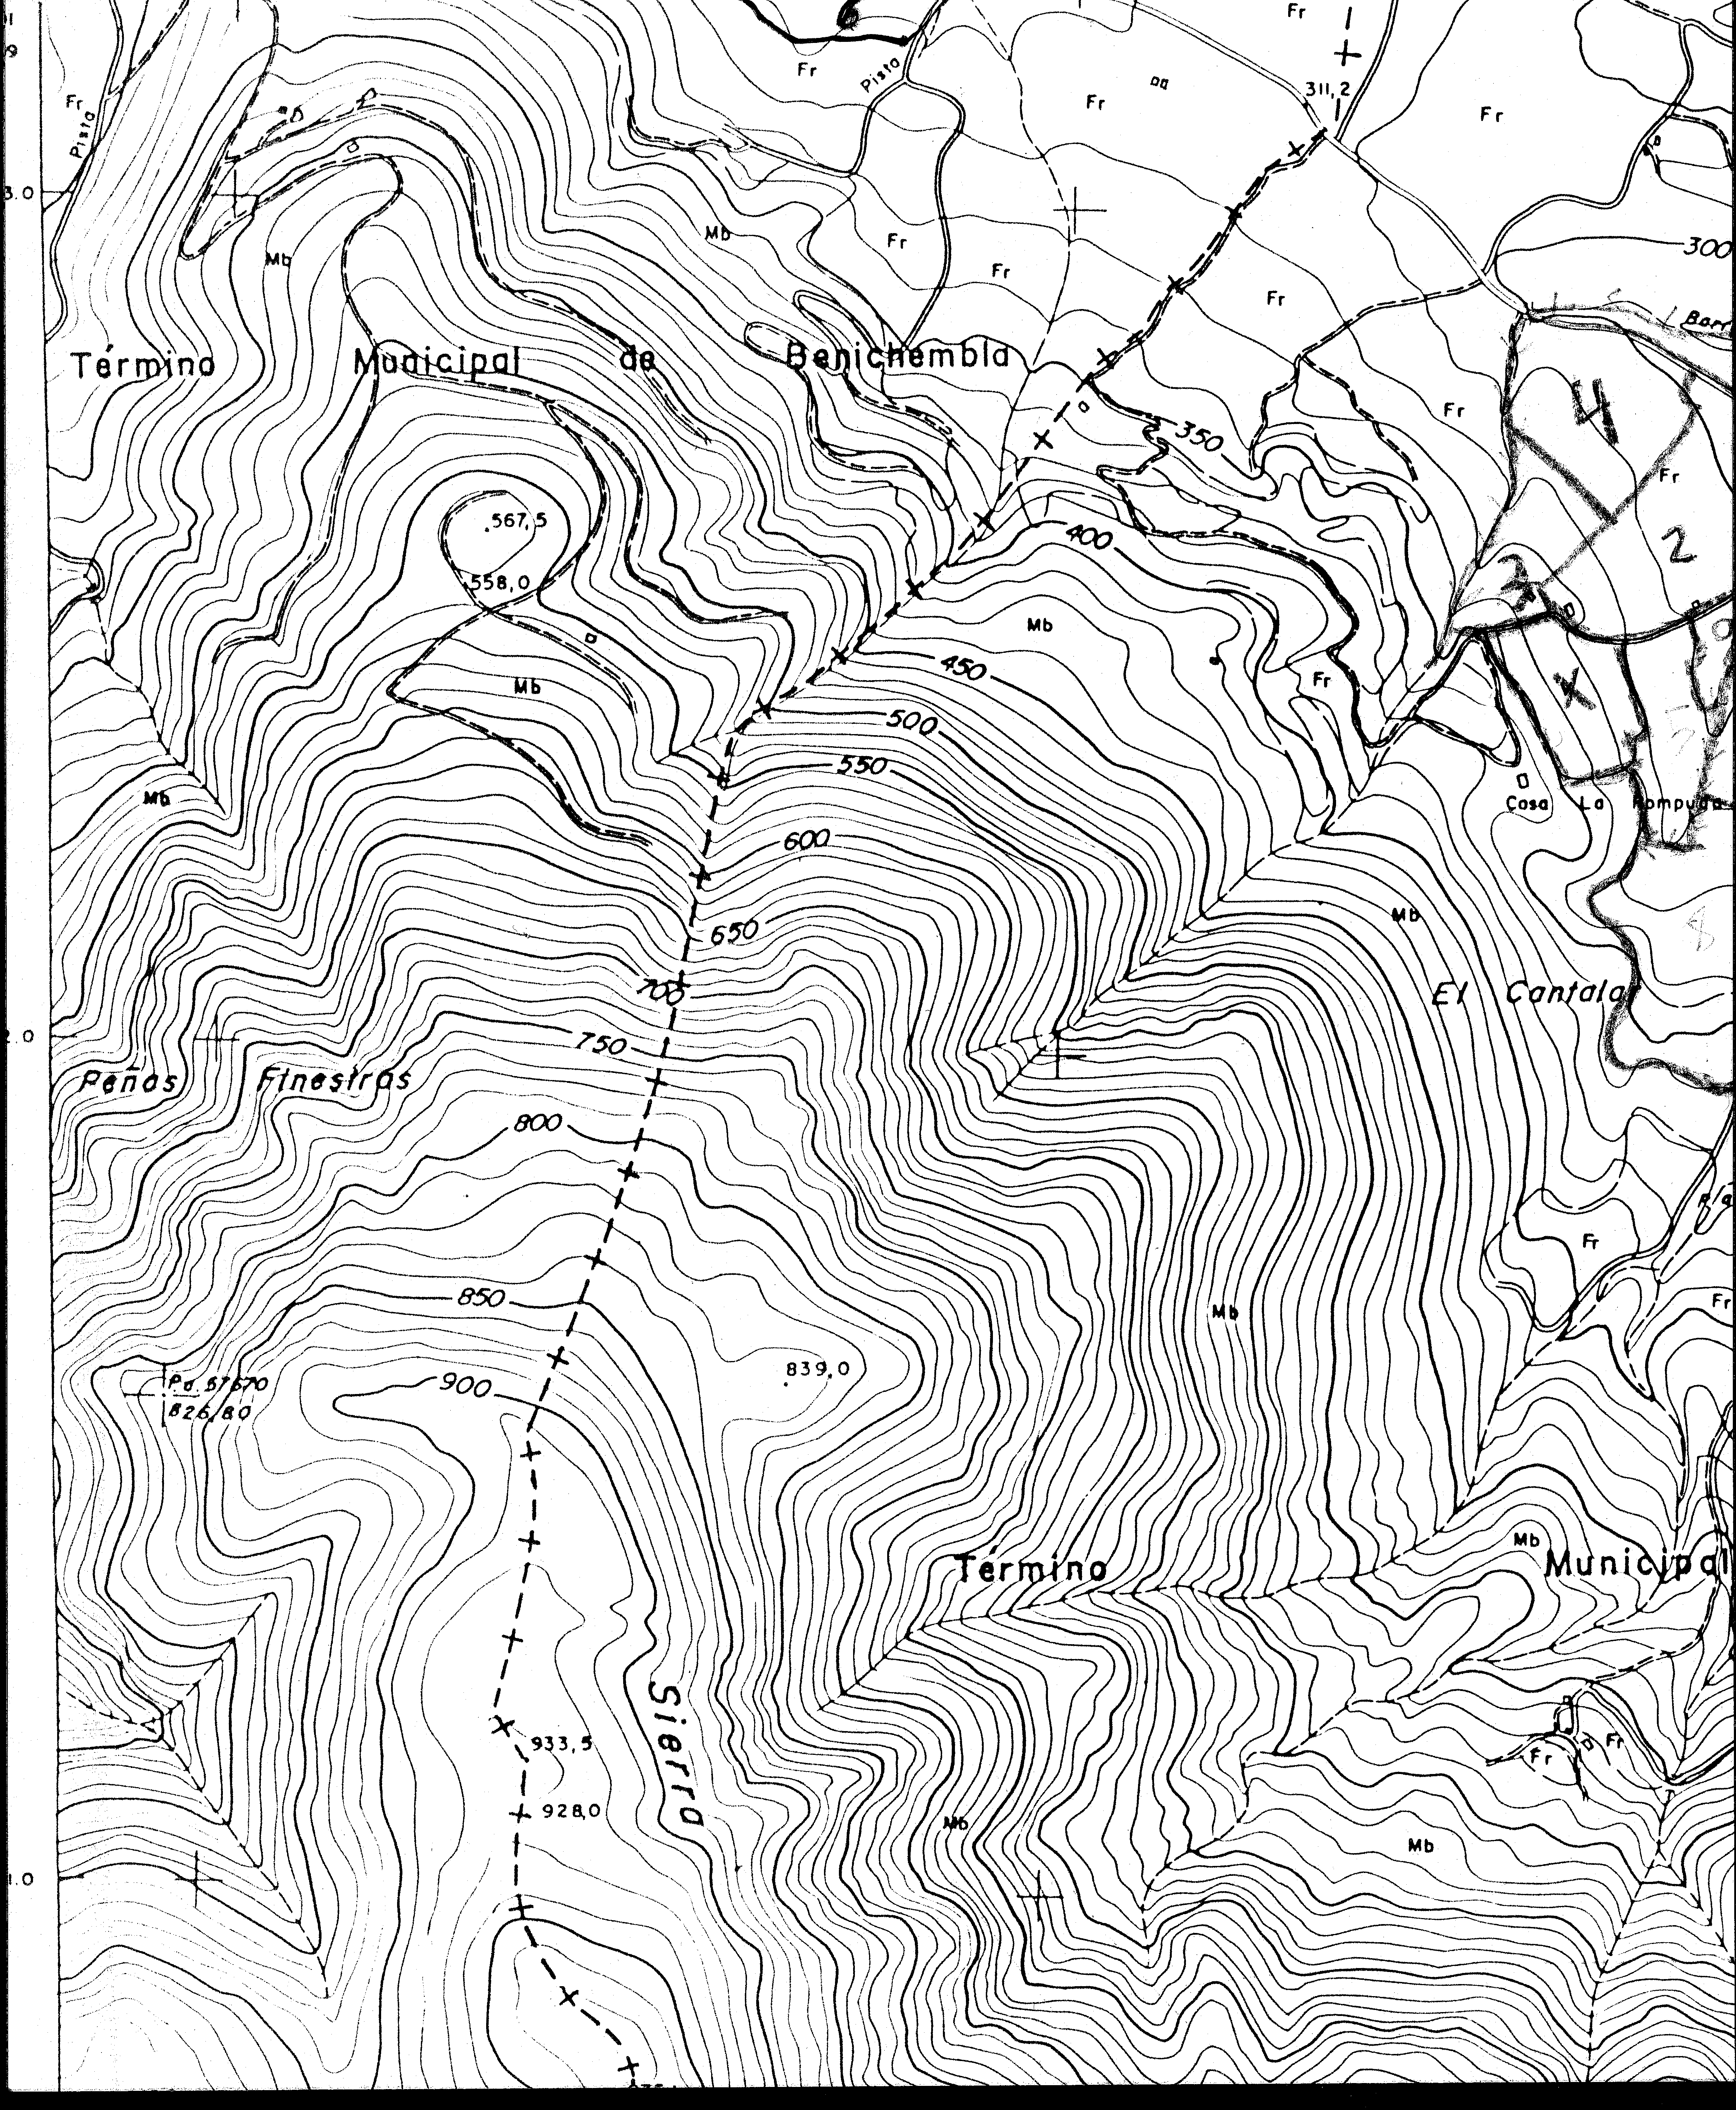 6
Fr
Fr
Pista
311,2
Fr
Fr
Fr
Pista
3.0
Mb
Fr
Fr
Mb
Fr
300
Término Municipal de Benichembla
4
Fr
350
Fr
567,5
400
2
558,0
3
Mb
450
Fr
Mb
X
500
550
Mb
Casa La Rompuda
600
Mb
650
8
700
El Cantalar
2.0
750
Peñas Finestras
800
Fr
850
Mb
Fr
839,0
900
826,80
Mb
Término Municipal
Sierra
933,5
Fr
Fr
928,0
Mb
Mb
1.0